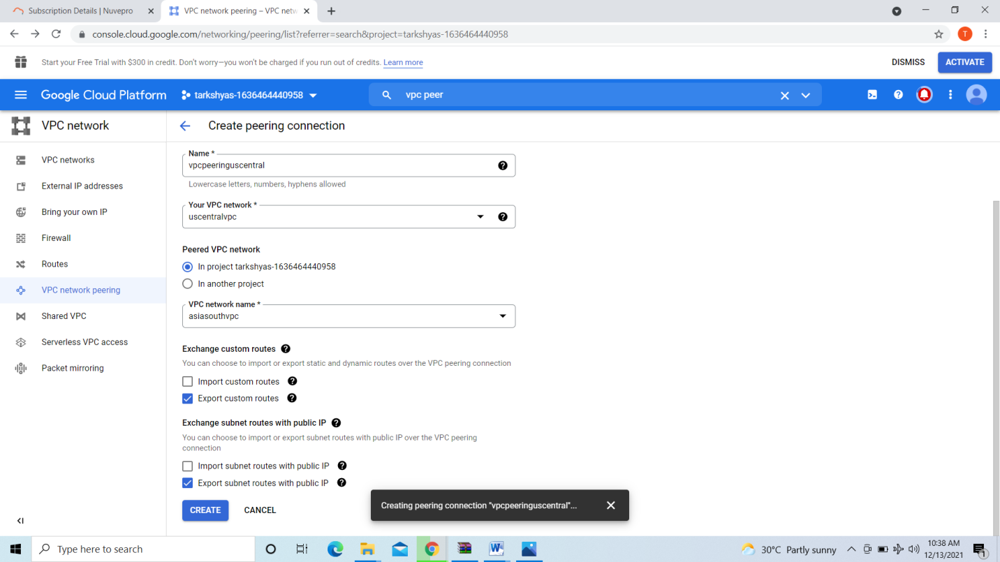 Subscription Details | Nuvepro
VPC network peering – VPC netw
console.cloud.google.com/networking/peering/list?referrer=search&project=tarkshyas-1636464440958
T
Start your Free Trial with $300 in credit. Don't worry—you won't be charged if you run out of credits. Learn more
DISMISS
ACTIVATE
Google Cloud Platform
tarkshyas-1636464440958
vpc peer
VPC network
Create peering connection
VPC networks
External IP addresses
Bring your own IP
Firewall
Routes
VPC network peering
Shared VPC
Serverless VPC access
Packet mirroring
Name *
vpcpeeringuscentral
Lowercase letters, numbers, hyphens allowed
Your VPC network *
uscentralvpc
Peered VPC network
In project tarkshyas-1636464440958
In another project
VPC network name *
asiasouthvpc
Exchange custom routes
You can choose to import or export static and dynamic routes over the VPC peering connection
Import custom routes
Export custom routes
Exchange subnet routes with public IP
You can choose to import or export subnet routes with public IP over the VPC peering
connection
Import subnet routes with public IP
Export subnet routes with public IP
CREATE
CANCEL
Creating peering connection "vpcpeeringuscentral"...
Type here to search
30°C Partly sunny
10:38 AM
12/13/2021
1